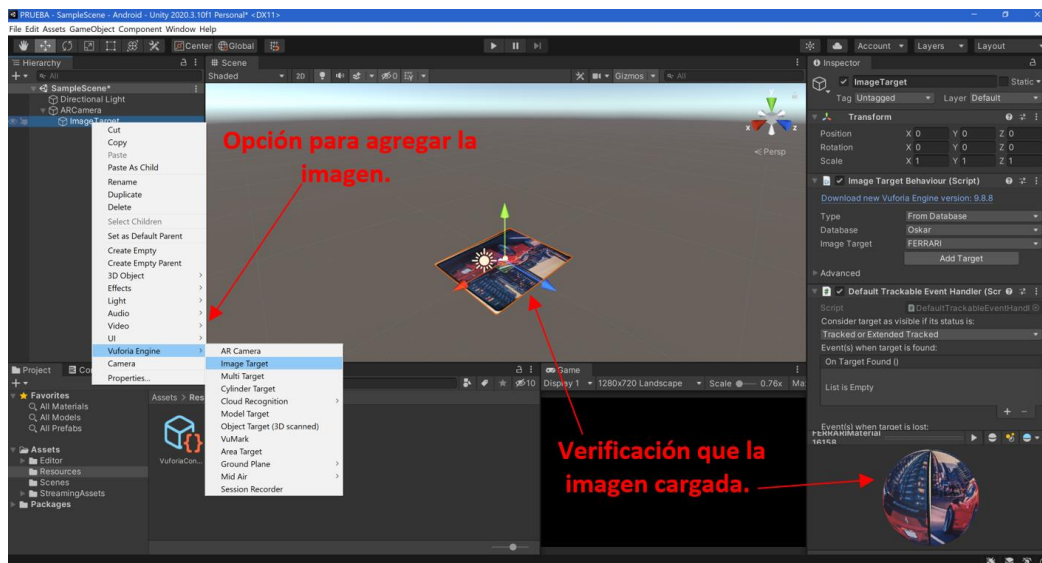 PRUEBA - SampleScene - Android - Unity 2020.3.10f1 Personal* <DX11>
File Edit Assets GameObject Component Window Help
Center Global
Account Layers Layout
Hierarchy
All
SampleScene*
Directional Light
ARCamera
ImageTarget
Cut
Copy
Paste
Paste As Child
Rename
Duplicate
Delete
Select Children
Set as Default Parent
Create Empty
Create Empty Parent
3D Object
Effects
Light
Audio
Video
UI
Vuforia Engine
Camera
Properties...
AR Camera
Image Target
Multi Target
Cylinder Target
Cloud Recognition
Model Target
Object Target (3D scanned)
VuMark
Area Target
Ground Plane
Mid Air
Session Recorder
Scene
Shaded 2D 0 Gizmos All
x y z
Persp
Opción para agregar la
imagen.
Inspector
ImageTarget Static
Tag Untagged Layer Default
Transform
Position X 0 Y 0 Z 0
Rotation X 0 Y 0 Z 0
Scale X 1 Y 1 Z 1
Image Target Behaviour (Script)
Download new Vuforia Engine version: 9.8.8
Type From Database
Database Oskar
Image Target FERRARI
Add Target
Advanced
Default Trackable Event Handler (Scr
Script DefaultTrackableEventHandl
Consider target as visible if its status is:
Tracked or Extended Tracked
Event(s) when target is found:
On Target Found ()
List is Empty
+ -
Event(s) when target is lost:
FERRARIMaterial
16158
Project
Favorites
All Materials
All Models
All Prefabs
Assets
Editor
Resources
Scenes
StreamingAssets
Packages
Assets > Res
VuforiaCon...
10
Game
Display 1 1280x720 Landscape Scale 0.76x Ma
Verificación que la
imagen cargada.